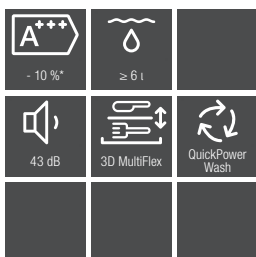 A+++
- 10 %*
≥ 6 ι
43 dB
3D MultiFlex
QuickPower
Wash